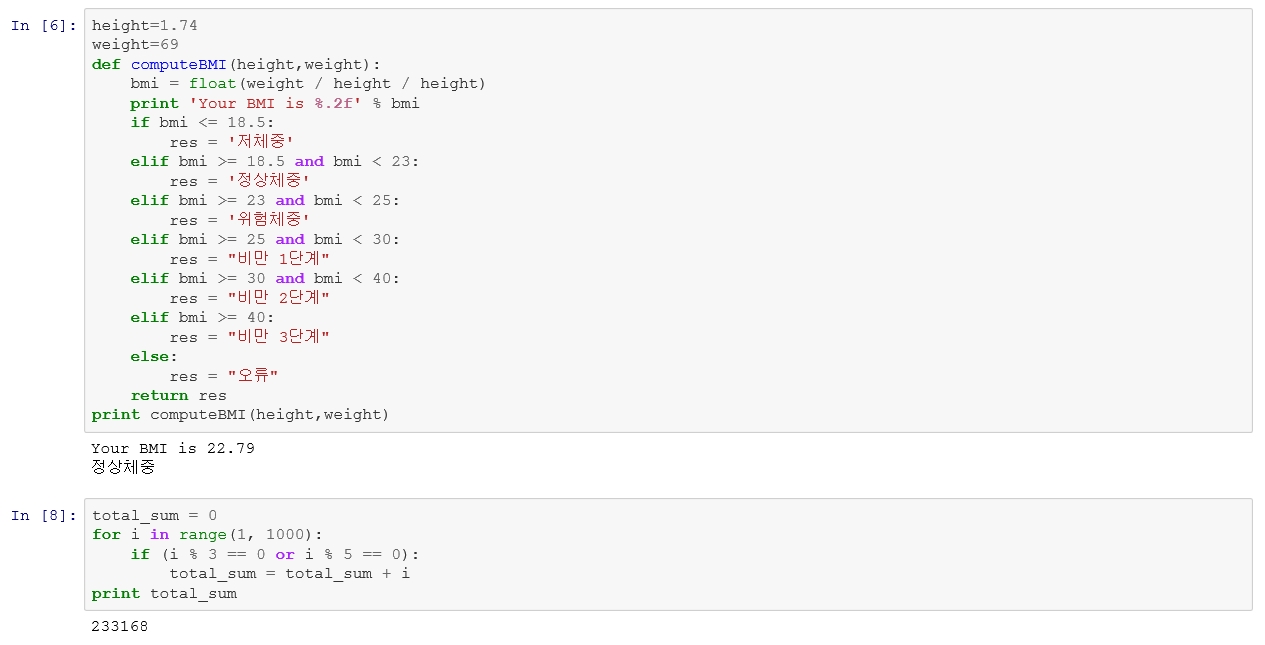 In [6]: height=1.74
weight=69
def computeBMI(height,weight):
    bmi = float(weight / height / height)
    print 'Your BMI is %.2f' % bmi
    if bmi <= 18.5:
        res = '저체중'
    elif bmi >= 18.5 and bmi < 23:
        res = '정상체중'
    elif bmi >= 23 and bmi < 25:
        res = '위험체중'
    elif bmi >= 25 and bmi < 30:
        res = "비만 1단계"
    elif bmi >= 30 and bmi < 40:
        res = "비만 2단계"
    elif bmi >= 40:
        res = "비만 3단계"
    else:
        res = "오류"
    return res
print computeBMI(height,weight)
Your BMI is 22.79
정상체중
In [8]: total_sum = 0
for i in range(1, 1000):
    if (i % 3 == 0 or i % 5 == 0):
        total_sum = total_sum + i
print total_sum
233168